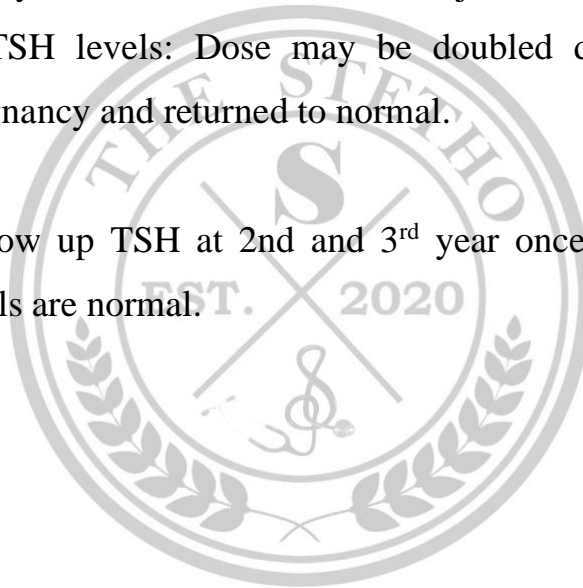 TSH levels: Dose may be doubled
gnancy and returned to normal.
ow up TSH at 2nd and 3rd year once
ls are normal.
THE STETHO
S
EST. 2020